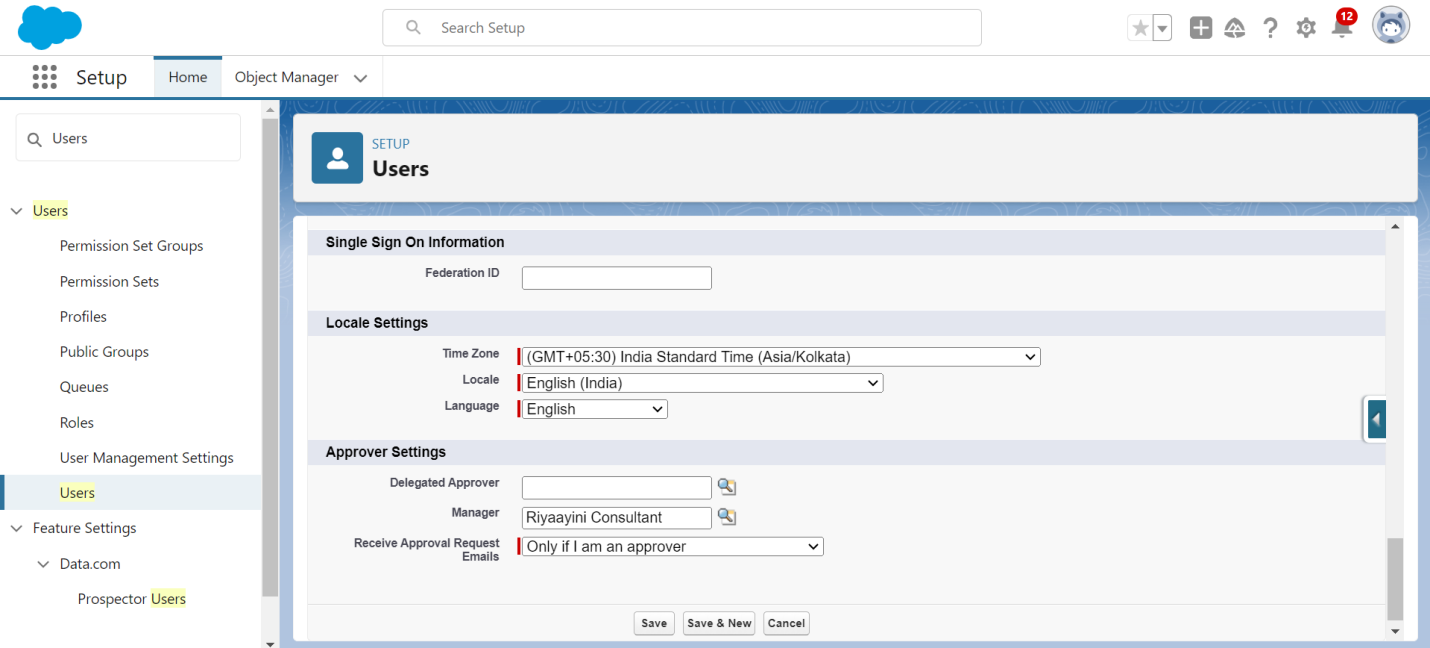 Search Setup
12
Setup
Home
Object Manager
Users
SETUP
Users
Users
Permission Set Groups
Permission Sets
Profiles
Public Groups
Queues
Roles
User Management Settings
Users
Feature Settings
Data.com
Prospector Users
Single Sign On Information
Federation ID
Locale Settings
Time Zone (GMT+05:30) India Standard Time (Asia/Kolkata)
Locale English (India)
Language English
Approver Settings
Delegated Approver
Manager Riyaayini Consultant
Receive Approval Request Only if I am an approver
Emails
Save Save & New Cancel